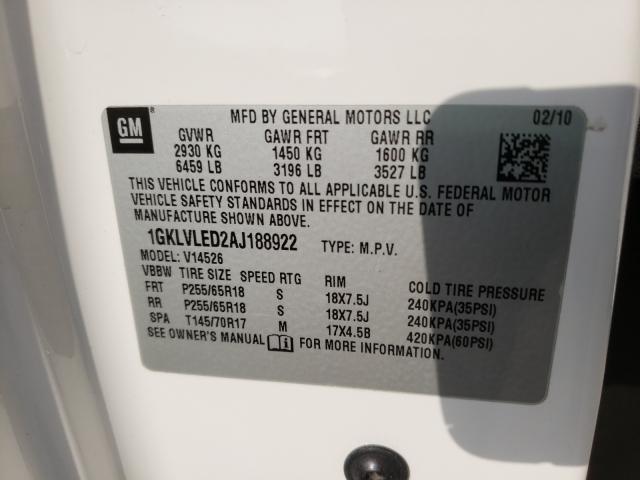 GM ® MFD BY GENERAL MOTORS LLC 02/10
GVWR GAWR FRT GAWR RR
2930 KG 1450 KG 1600 KG
6459 LB 3196 LB 3527 LB
THIS VEHICLE CONFORMS TO ALL APPLICABLE U.S. FEDERAL MOTOR
VEHICLE SAFETY STANDARDS IN EFFECT ON THE DATE OF
MANUFACTURE SHOWN ABOVE.
1GKLVLED2AJ188922 TYPE: M.P.V.
MODEL: V14526
VBBW TIRE SIZE SPEED RTG RIM COLD TIRE PRESSURE
FRT P255/65R18 S 18X7.5J 240KPA(35PSI)
RR P255/65R18 S 18X7.5J 240KPA(35PSI)
SPA T145/70R17 M 17X4.5B 420KPA(60PSI)
SEE OWNER'S MANUAL FOR MORE INFORMATION.